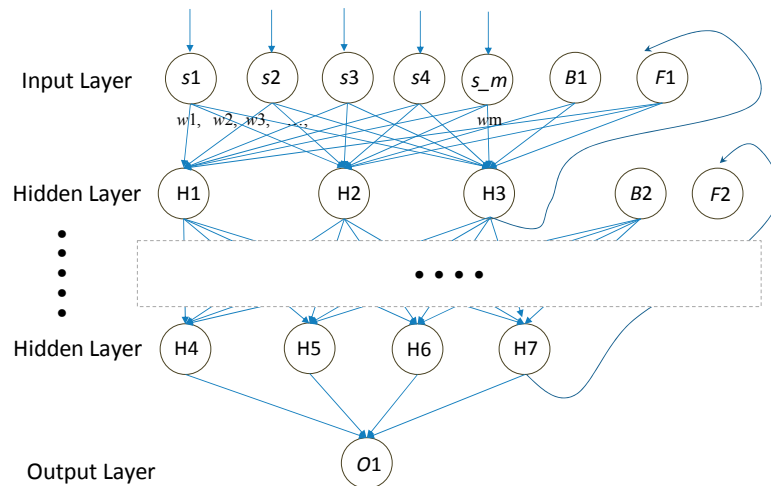 Input Layer s1 s2 s3 s4 s_m B1 F1
w1, w2, w3, ...., wm
Hidden Layer H1 H2 H3 B2 F2
Hidden Layer H4 H5 H6 H7
Output Layer O1